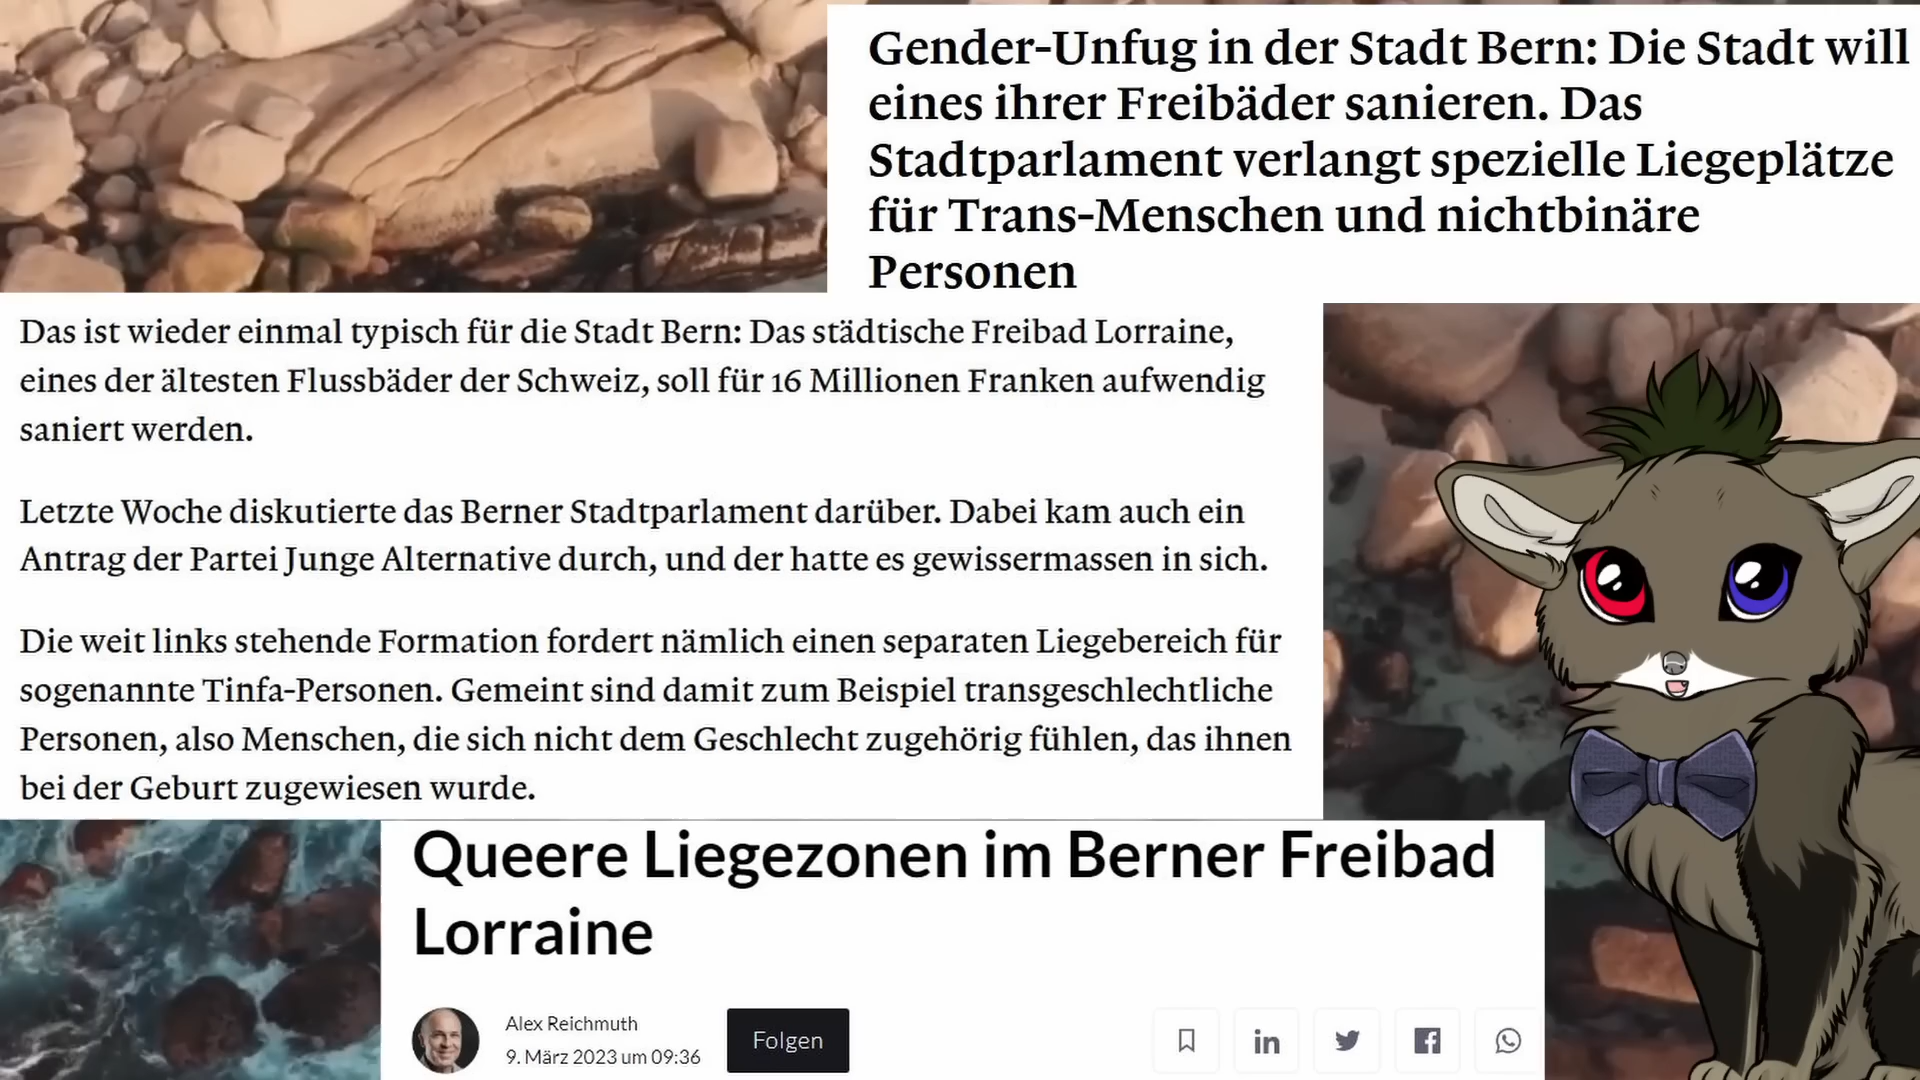 Gender-Unfug in der Stadt Bern: Die Stadt will
eines ihrer Freibäder sanieren. Das
Stadtparlament verlangt spezielle Liegeplätze
für Trans-Menschen und nichtbinäre
Personen
Das ist wieder einmal typisch für die Stadt Bern: Das städtische Freibad Lorraine,
eines der ältesten Flussbäder der Schweiz, soll für 16 Millionen Franken aufwendig
saniert werden.
Letzte Woche diskutierte das Berner Stadtparlament darüber. Dabei kam auch ein
Antrag der Partei Junge Alternative durch, und der hatte es gewissermassen in sich.
Die weit links stehende Formation fordert nämlich einen separaten Liegebereich für
sogenannte Tinfa-Personen. Gemeint sind damit zum Beispiel transgeschlechtliche
Personen, also Menschen, die sich nicht dem Geschlecht zugehörig fühlen, das ihnen
bei der Geburt zugewiesen wurde.
Queere Liegezonen im Berner Freibad
Lorraine
Alex Reichmuth
9. März 2023 um 09:36
Folgen